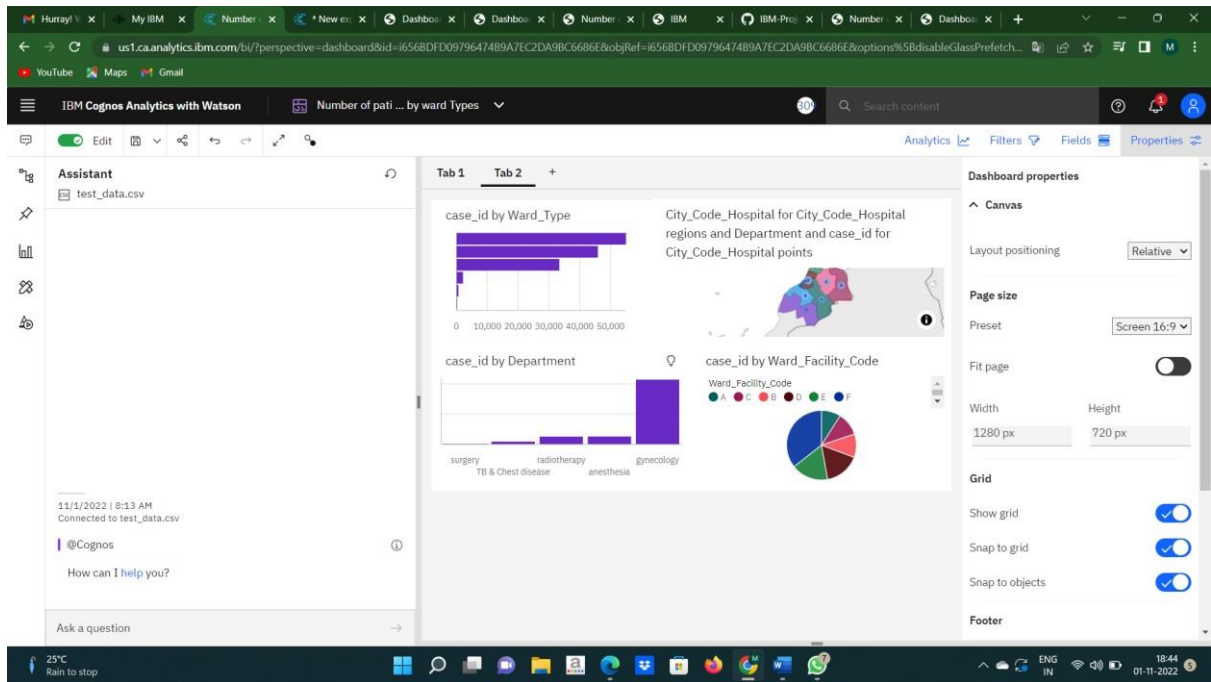 Hurray! Y
My IBM
Number
* New ex
Dashboa
Dashboa
Number
IBM
IBM-Proj
Number
Dashboa
us1.ca.analytics.ibm.com/bi/?perspective=dashboard&id=i656BDFD0979647489A7EC2DA9BC6686E&objRef=i656BDFD0979647489A7EC2DA9BC6686E&options%5BdisableGlassPrefetch...
M
YouTube
Maps
Gmail
IBM Cognos Analytics with Watson
Number of pati ... by ward Types
Search content
Edit
Analytics
Filters
Fields
Properties
Assistant
test_data.csv
11/1/2022 | 8:13 AM
Connected to test_data.csv
@Cognos
How can I help you?
Ask a question
Tab 1
Tab 2
+
case_id by Ward_Type
0 10,000 20,000 30,000 40,000 50,000
City_Code_Hospital for City_Code_Hospital
regions and Department and case_id for
City_Code_Hospital points
case_id by Department
surgery
TB & Chest disease
radiotherapy
anesthesia
gynecology
case_id by Ward_Facility_Code
Ward_Facility_Code
A C B D E F
Dashboard properties
Canvas
Layout positioning
Relative
Page size
Preset
Screen 16:9
Fit page
Width
Height
1280 px
720 px
Grid
Show grid
Snap to grid
Snap to objects
Footer
25°C
Rain to stop
ENG
IN
18:44
01-11-2022
5